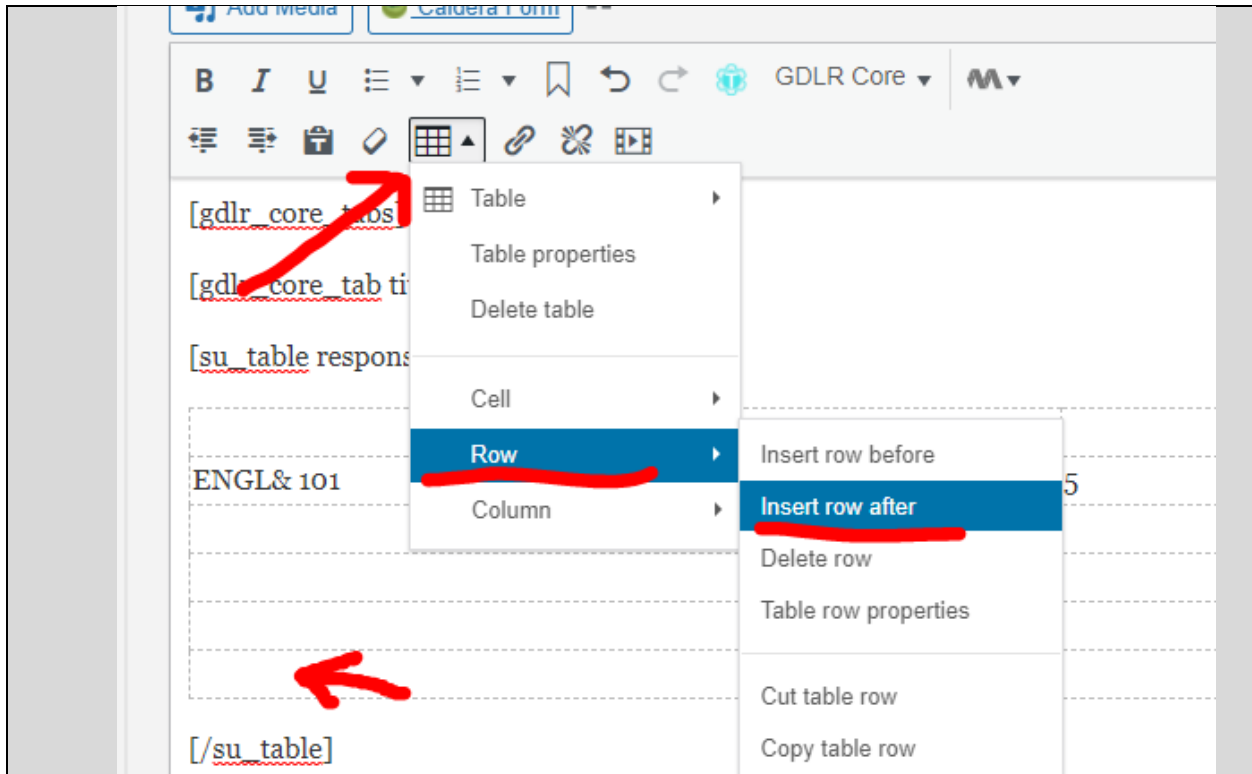 Add Media Caldera Form
B I U GDLR Core
T
Table
[gdlr_core_tabs]
Table properties
[gdlr_core_tab ti
Delete table
[su_table respons
Cell
Row Insert row before
ENGL& 101 5
Column Insert row after
Delete row
Table row properties
Cut table row
[/su_table] Copy table row